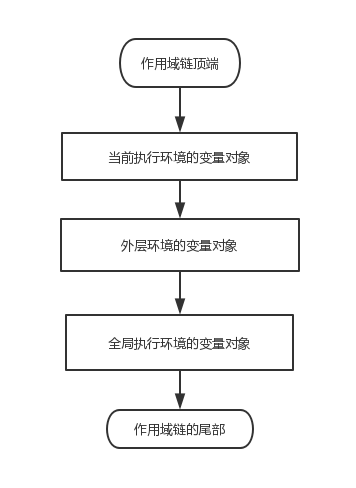 作用域链顶端
当前执行环境的变量对象
外层环境的变量对象
全局执行环境的变量对象
作用域链的尾部